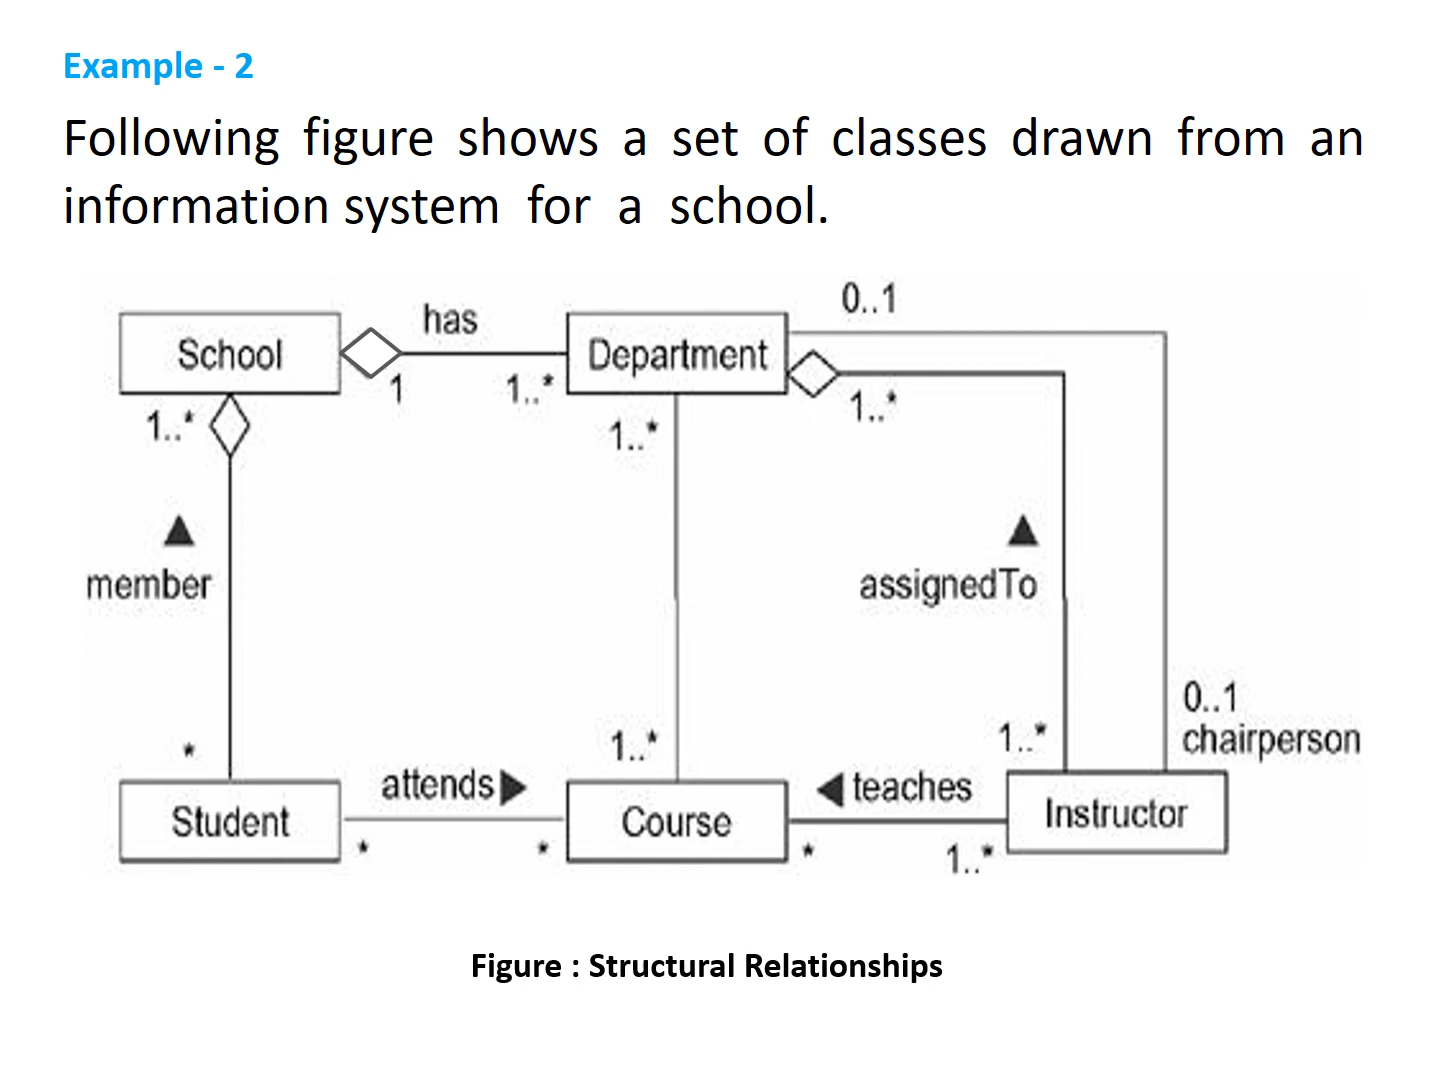 Example - 2
Following figure shows a set of classes drawn from an
information system for a school.
0..1
has
School
Department
1
1..*
1..*
1..*
1..*
member
assignedTo
0..1
chairperson
*
1..*
1..*
attends
teaches
Student
Course
Instructor
*
*
*
1..*
Figure : Structural Relationships